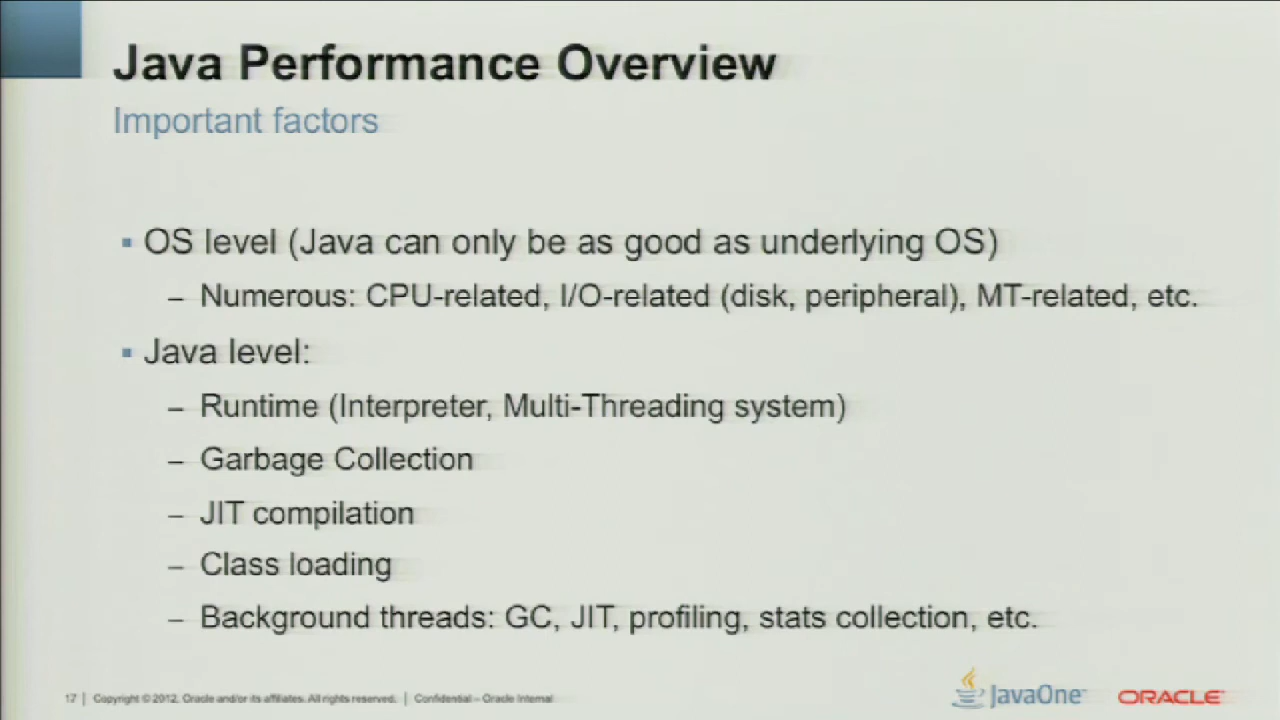 Java Performance Overview
Important factors
▪ OS level (Java can only be as good as underlying OS)
– Numerous: CPU-related, I/O-related (disk, peripheral), MT-related, etc.
▪ Java level:
– Runtime (Interpreter, Multi-Threading system)
– Garbage Collection
– JIT compilation
– Class loading
– Background threads: GC, JIT, profiling, stats collection, etc.
17 | Copyright © 2012, Oracle and/or its affiliates. All rights reserved. | Confidential – Oracle Internal
JavaOne
ORACLE